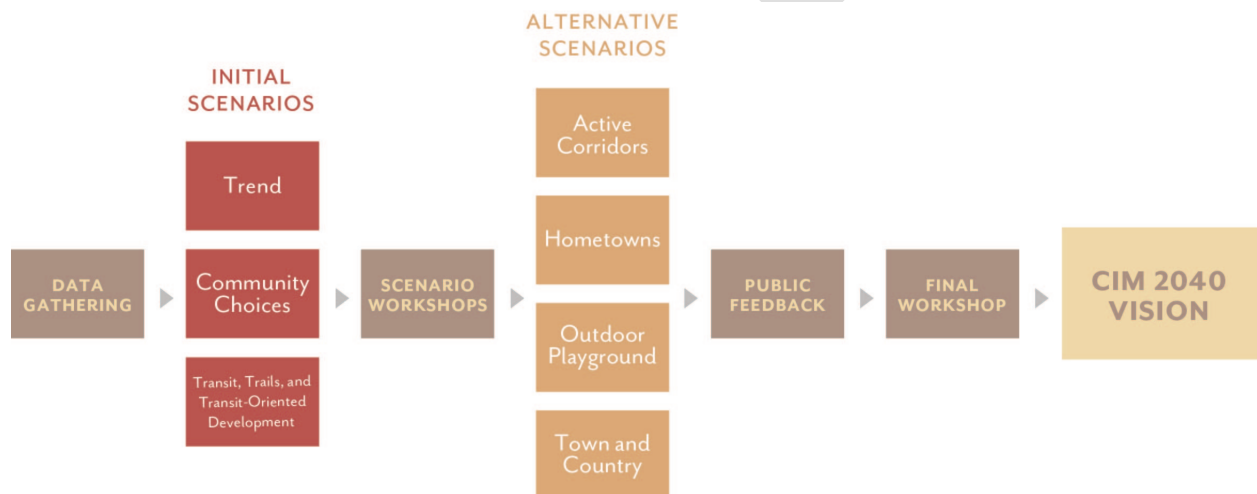 DATA
GATHERING
INITIAL
SCENARIOS
Trend
Community
Choices
Transit, Trails, and
Transit-Oriented
Development
SCENARIO
WORKSHOPS
ALTERNATIVE
SCENARIOS
Active
Corridors
Hometowns
Outdoor
Playground
Town and
Country
PUBLIC
FEEDBACK
FINAL
WORKSHOP
CIM 2040
VISION